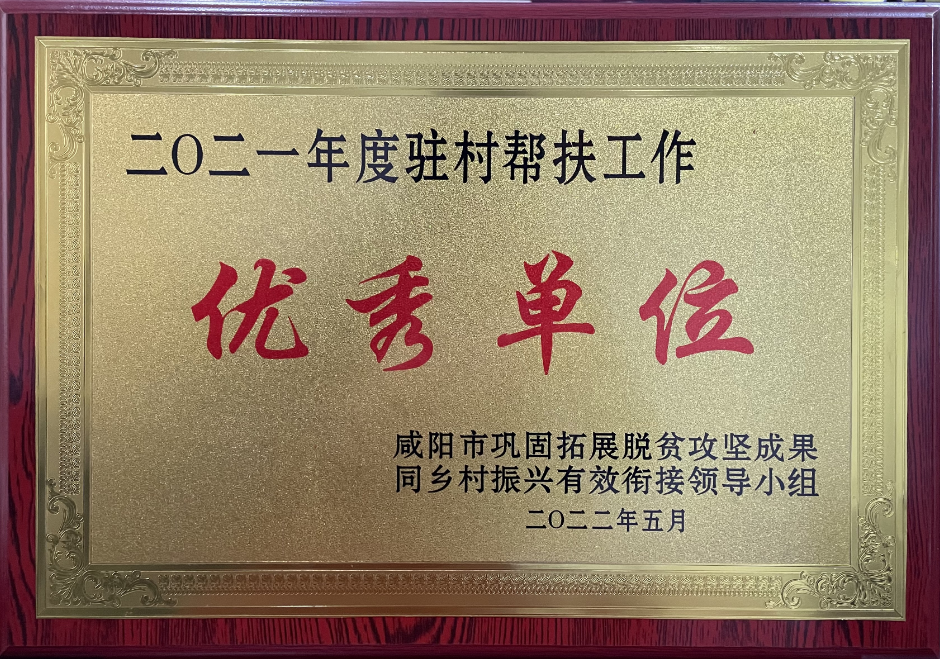 二〇二一年度驻村帮扶工作
优秀单位
咸阳市巩固拓展脱贫攻坚成果
同乡村振兴有效衔接领导小组
二〇二二年五月